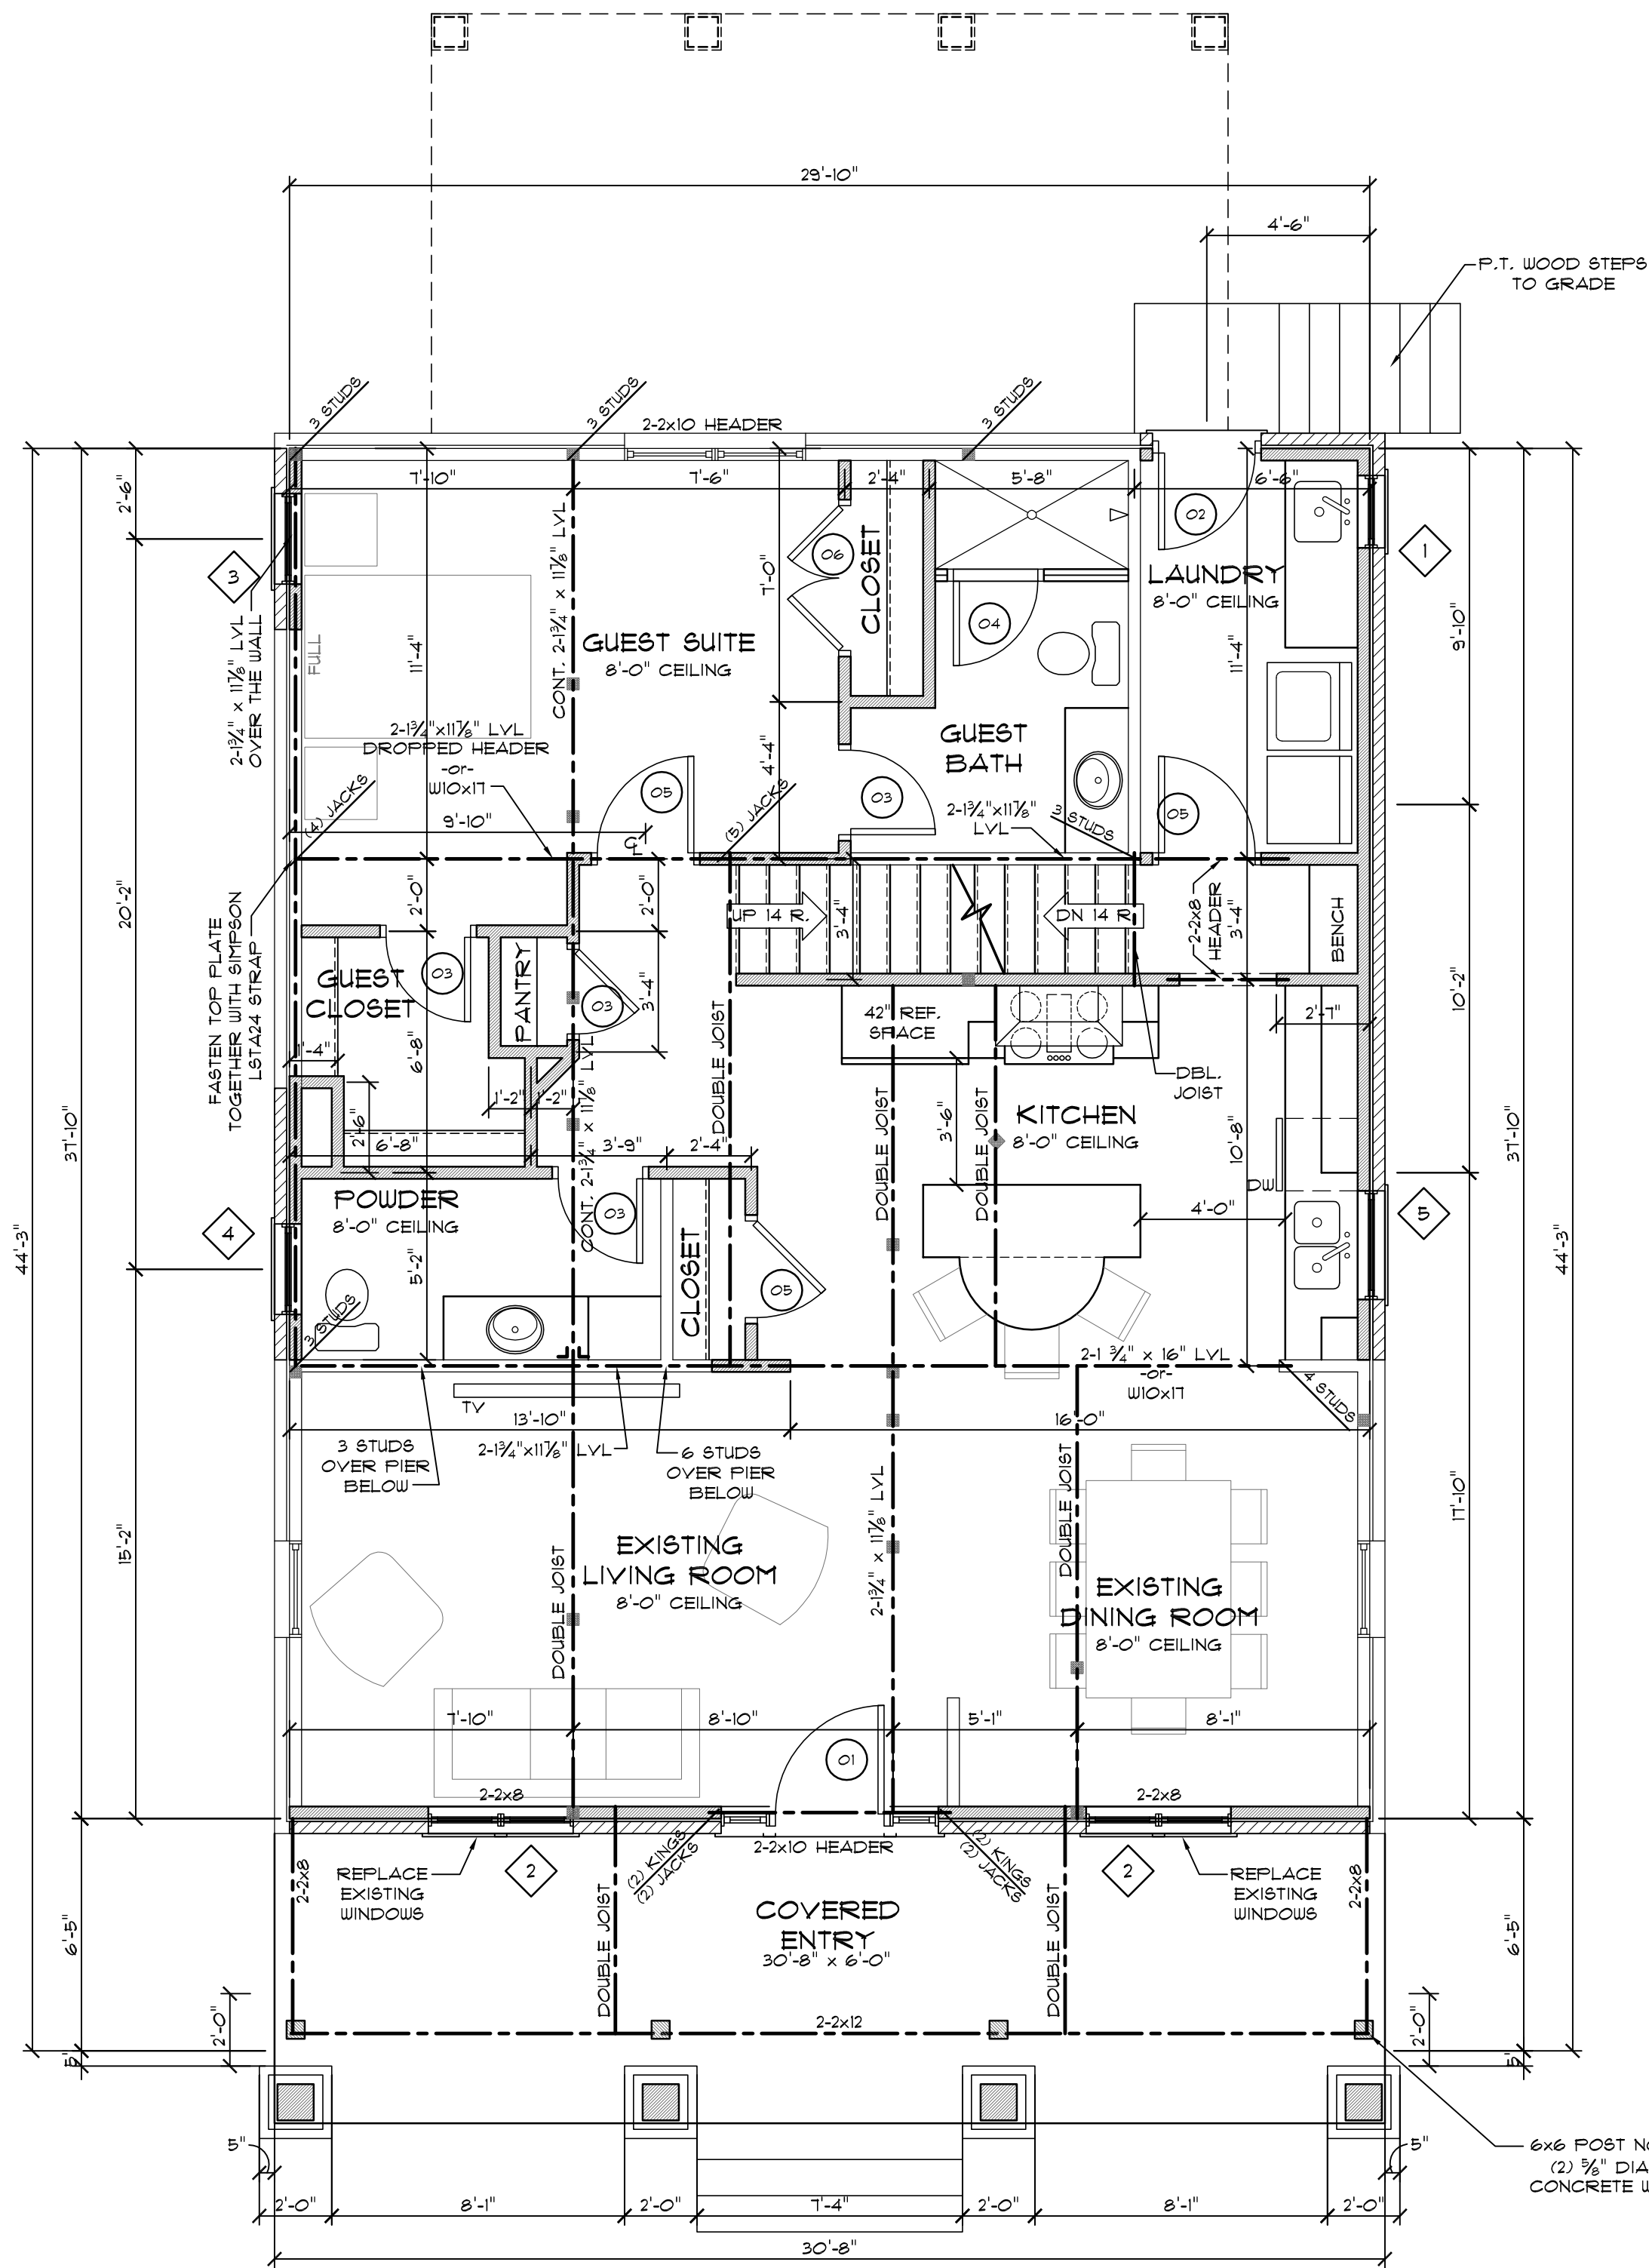 29'-10"
4'-6"
P.T. WOOD STEPS
TO GRADE
3 STUDS
3 STUDS
2-2x10 HEADER
3 STUDS
2'-6"
7'-10"
7'-6"
2'-4"
5'-8"
6'-6"
02
1
3
06
CLOSET
7'-0"
LAUNDRY
8'-0" CEILING
04
9'-10"
2-1¾" x 11⅞" LVL
OVER THE WALL
FULL
11'-4"
CONT. 2-1¾" x 11⅞" LVL
GUEST SUITE
8'-0" CEILING
11'-4"
2-1¾"x11⅞" LVL
DROPPED HEADER
-or-
W10x17
GUEST
BATH
4'-4"
05
03
05
(4) JACKS
(5) JACKS
2-1¾"x11⅞"
LVL
3 STUDS
9'-10"
CL
20'-2"
FASTEN TOP PLATE
TOGETHER WITH SIMPSON
LSTA24 STRAP
2'-0"
2'-0"
UP 14 R.
3'-4"
DN 14 R.
2-2x8
HEADER
3'-4"
BENCH
GUEST
CLOSET
03
PANTRY
03
3'-4"
10'-2"
42" REF.
SPACE
2'-7"
1'-4"
6'-8"
DOUBLE JOIST
DBL.
JOIST
1'-2"
1'-2"
2'-6"
CONT. 2-1¾" x 11⅞" LVL
DOUBLE JOIST
DOUBLE JOIST
3'-6"
KITCHEN
8'-0" CEILING
10'-8"
37'-10"
37'-10"
6'-8"
3'-9"
2'-4"
DW
POWDER
8'-0" CEILING
03
4'-0"
4
5
44'-3"
44'-3"
5'-2"
CLOSET
05
3 STUDS
2-1 ¾" x 16" LVL
-or-
W10x17
4 STUDS
TV
13'-10"
16'-0"
3 STUDS
OVER PIER
BELOW
2-1¾"x11⅞" LVL
6 STUDS
OVER PIER
BELOW
15'-2"
17'-10"
2-1¾" x 11⅞" LVL
DOUBLE JOIST
DOUBLE JOIST
EXISTING
LIVING ROOM
8'-0" CEILING
EXISTING
DINING ROOM
8'-0" CEILING
7'-10"
8'-10"
5'-1"
8'-1"
01
2-2x8
2-2x8
2-2x10 HEADER
(2) KINGS
(2) JACKS
(2) KINGS
(2) JACKS
2-2x8
REPLACE
EXISTING
WINDOWS
2
2
REPLACE
EXISTING
WINDOWS
2-2x8
DOUBLE JOIST
COVERED
ENTRY
30'-8" x 6'-0"
DOUBLE JOIST
6'-5"
6'-5"
2'-0"
2-2x12
2'-0"
5"
5"
5"
5"
6x6 POST
(2) ⅝" DIA
CONCRETE
2'-0"
8'-1"
2'-0"
7'-4"
2'-0"
8'-1"
2'-0"
30'-8"